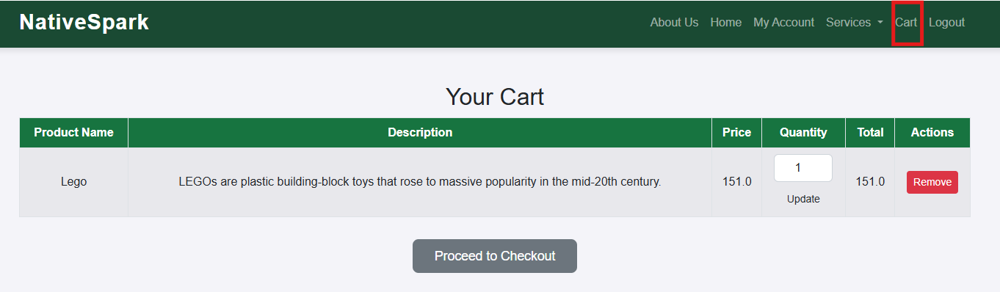 NativeSpark About Us Home My Account Services Cart Logout
Your Cart
Product Name Description Price Quantity Total Actions
Lego LEGOs are plastic building-block toys that rose to massive popularity in the mid-20th century. 151.0 1 151.0 Remove
Update
Proceed to Checkout